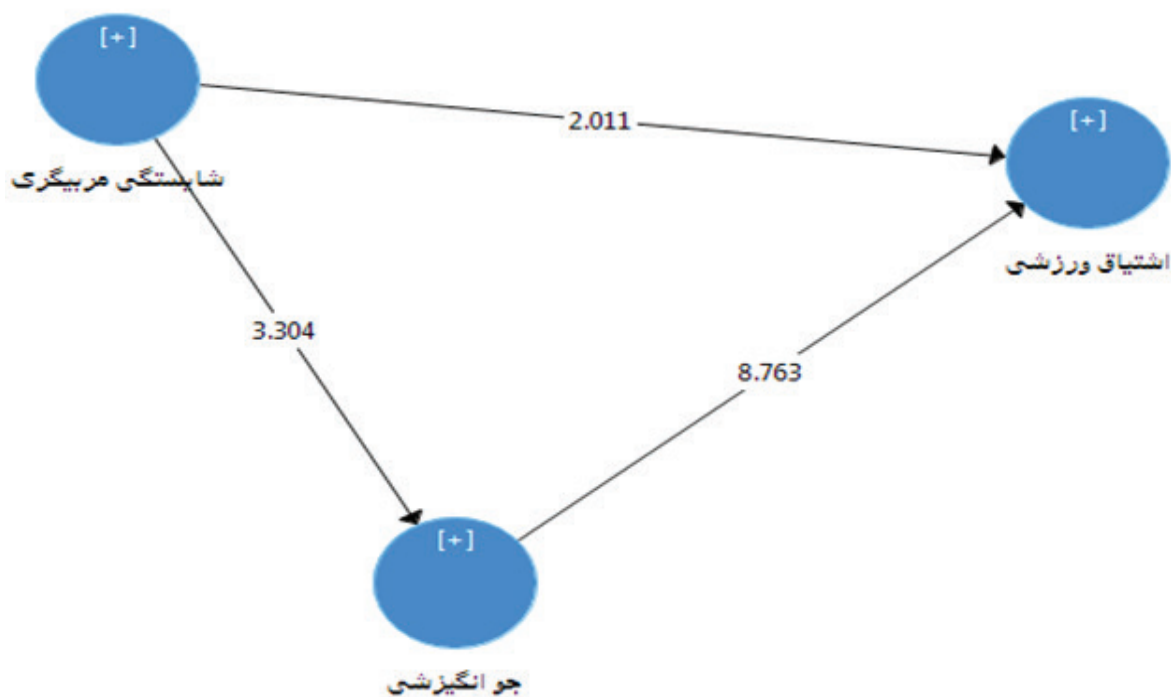 [+]
شایستگی مربیگری
2.011
[+]
اشتیاق ورزشی
3.304
8.763
[+]
جو انگیزشی